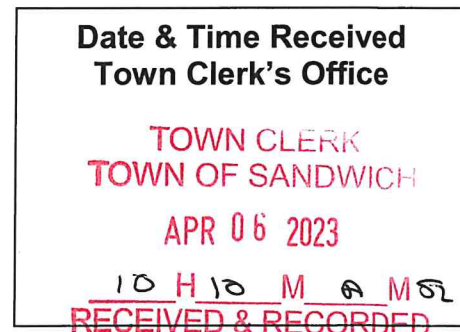 Date & Time Received
Town Clerk's Office
TOWN CLERK
TOWN OF SANDWICH
APR 06 2023
10 H 10 M A M
RECEIVED & RECORDED